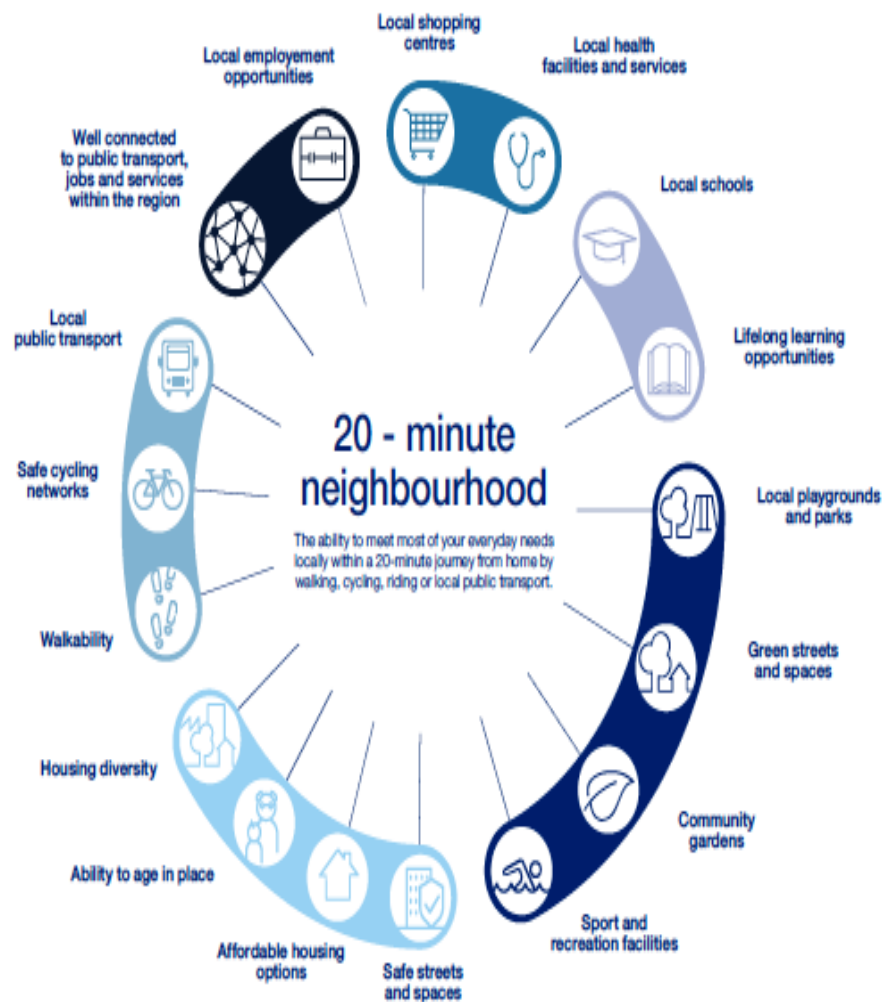 Local shopping
centres
Local health
facilities and services
Local schools
Lifelong learning
opportunities
Local playgrounds
and parks
Green streets
and spaces
Community
gardens
Sport and
recreation facilities
Safe streets
and spaces
Affordable housing
options
Ability to age in place
Housing diversity
Walkability
Safe cycling
networks
Local
public transport
Well connected
to public transport,
jobs and services
within the region
Local employement
opportunities
20 - minute
neighbourhood
The ability to meet most of your everyday needs
locally within a 20-minute journey from home by
walking, cycling, riding or local public transport.